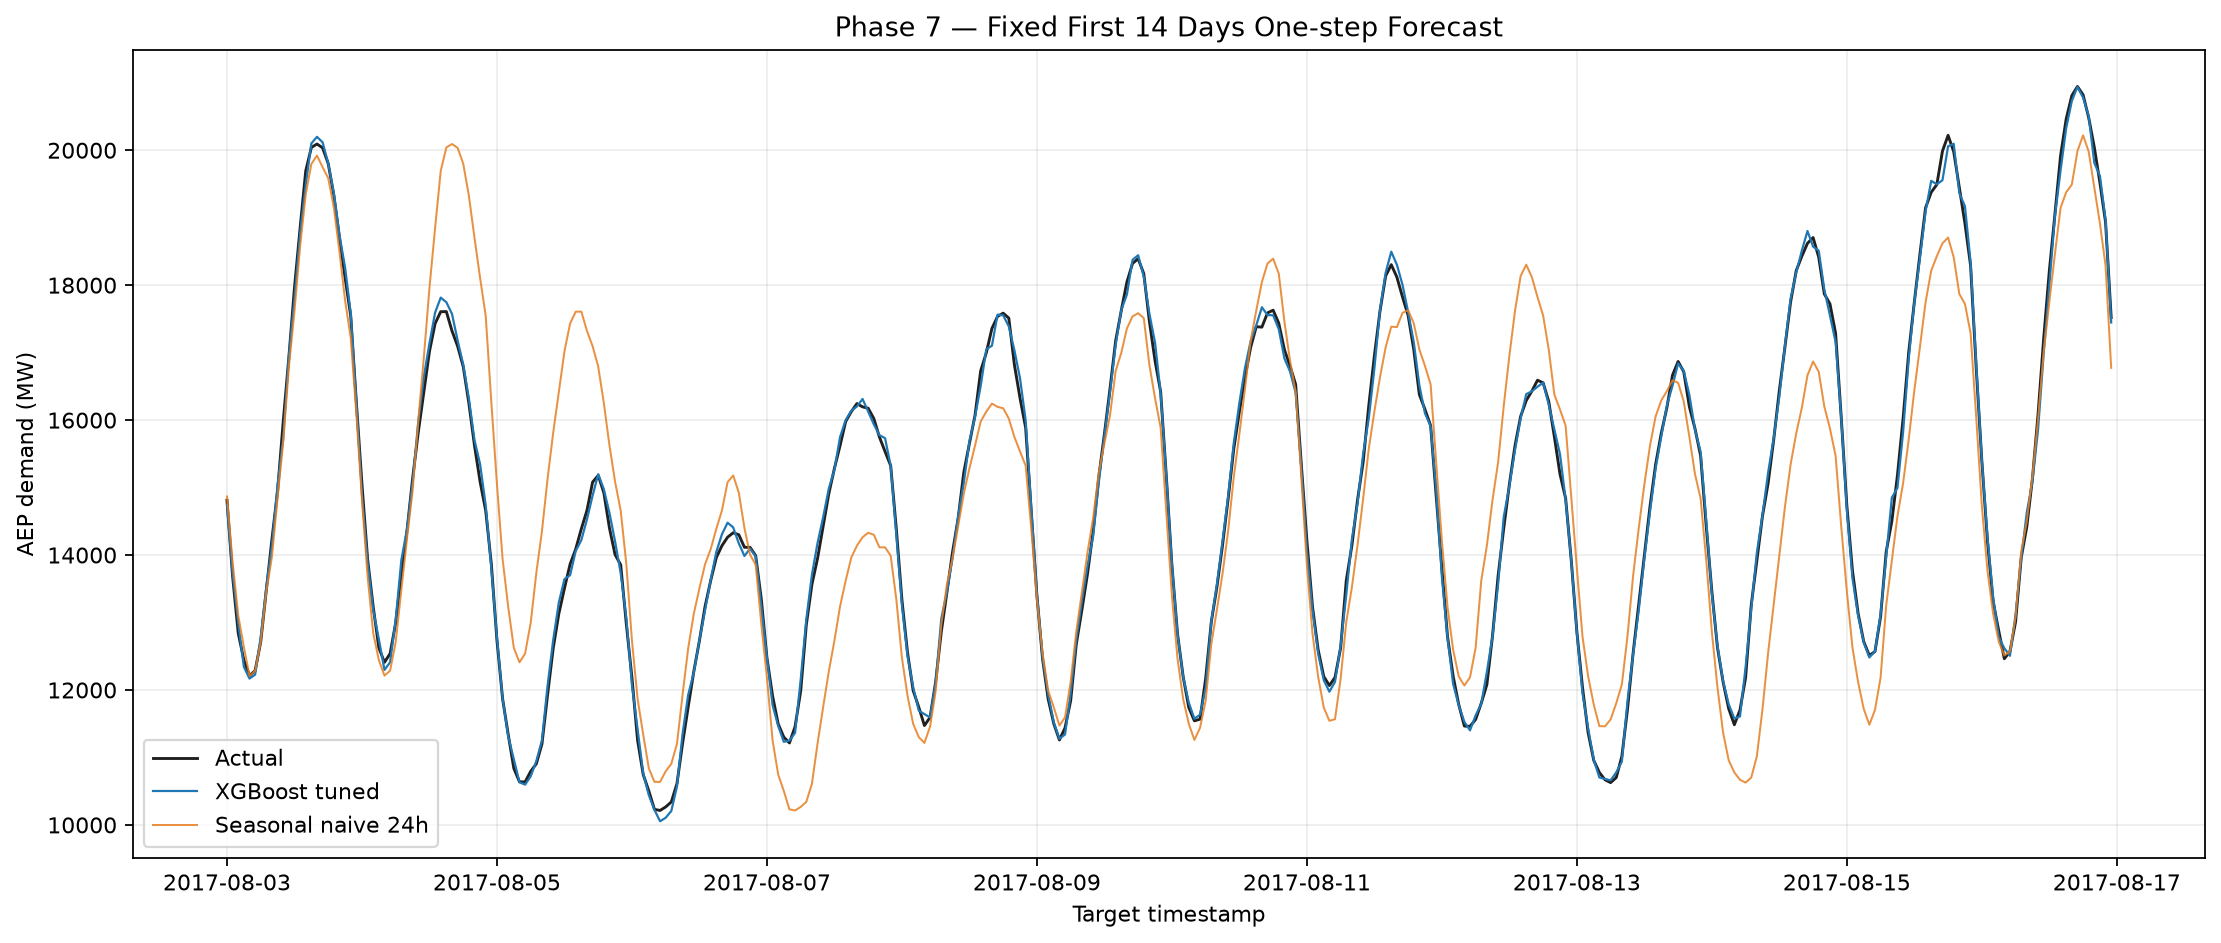 Phase 7 — Fixed First 14 Days One-step Forecast
AEP demand (MW)
20000
18000
16000
14000
12000
10000
Actual
XGBoost tuned
Seasonal naive 24h
2017-08-03
2017-08-05
2017-08-07
2017-08-09
2017-08-11
2017-08-13
2017-08-15
2017-08-17
Target timestamp